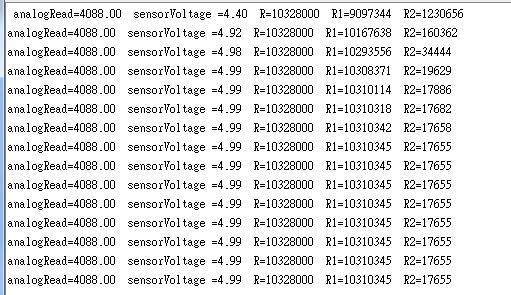 analogRead=4088.00 sensorVoltage =4.40 R=10328000 R1=9097344 R2=1230656
analogRead=4088.00 sensorVoltage =4.92 R=10328000 R1=10167638 R2=160362
analogRead=4088.00 sensorVoltage =4.98 R=10328000 R1=10293556 R2=34444
analogRead=4088.00 sensorVoltage =4.99 R=10328000 R1=10308371 R2=19629
analogRead=4088.00 sensorVoltage =4.99 R=10328000 R1=10310114 R2=17886
analogRead=4088.00 sensorVoltage =4.99 R=10328000 R1=10310318 R2=17682
analogRead=4088.00 sensorVoltage =4.99 R=10328000 R1=10310342 R2=17658
analogRead=4088.00 sensorVoltage =4.99 R=10328000 R1=10310345 R2=17655
analogRead=4088.00 sensorVoltage =4.99 R=10328000 R1=10310345 R2=17655
analogRead=4088.00 sensorVoltage =4.99 R=10328000 R1=10310345 R2=17655
analogRead=4088.00 sensorVoltage =4.99 R=10328000 R1=10310345 R2=17655
analogRead=4088.00 sensorVoltage =4.99 R=10328000 R1=10310345 R2=17655
analogRead=4088.00 sensorVoltage =4.99 R=10328000 R1=10310345 R2=17655
analogRead=4088.00 sensorVoltage =4.99 R=10328000 R1=10310345 R2=17655
analogRead=4088.00 sensorVoltage =4.99 R=10328000 R1=10310345 R2=17655